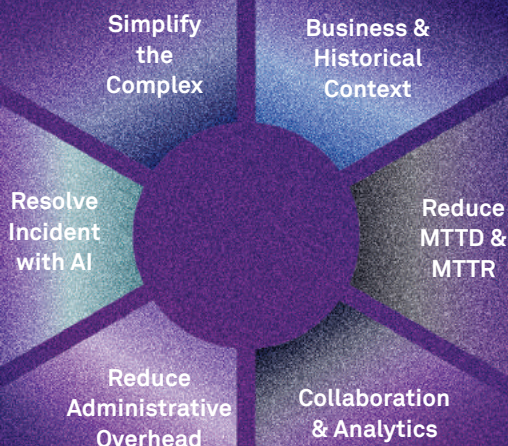 Simplify
the
Complex
Business &
Historical
Context
Resolve
Incident
with AI
Reduce
MTTD &
MTTR
Reduce
Administrative
Overhead
Collaboration
& Analytics